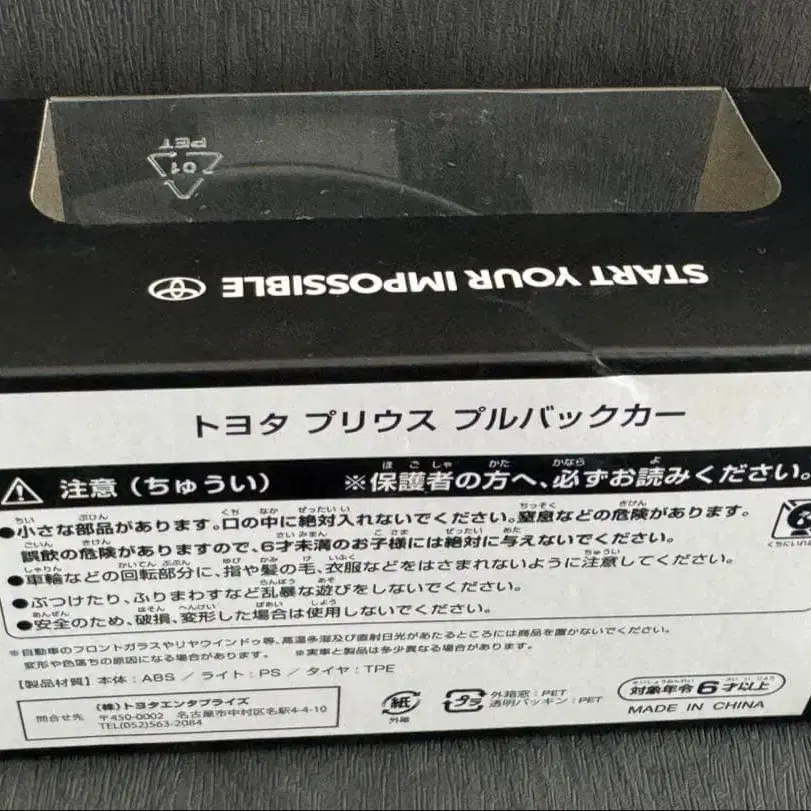 01
PET
START YOUR IMPOSSIBLE
トヨタ プリウス プルバックカー
注意（ちゅうい） ※保護者の方へ、必ずお読みください。
●小さな部品があります。口の中に絶対入れないでください。窒息などの危険があります。
誤飲の危険がありますので、6才未満のお子様には絶対に与えないでください。
●車輪などの回転部分に、指や髪の毛、衣服などをはさまれないように注意してください。
●ぶつけたり、ふりまわすなど乱暴な遊びをしないでください。
●安全のため、破損、変形した場合は使用しないでください。
※自動車のフロントガラスやリヤウインドゥ等、高温多湿及び直射日光があたるところには商品を置かないでください。
変形や色落ちの原因になる場合があります。 ※実車と製品は多少異なる場合があります。
【製品材質】本体：ABS / ライト：PS / タイヤ：TPE
問合せ先
(株)トヨタエンタプライズ
〒450-0002 名古屋市中村区名駅4-4-10
TEL(052)563-2084
紙
外箱
プラ
外箱窓：PET
透明パッキン：PET
対象年令 6才以上
MADE IN CHINA